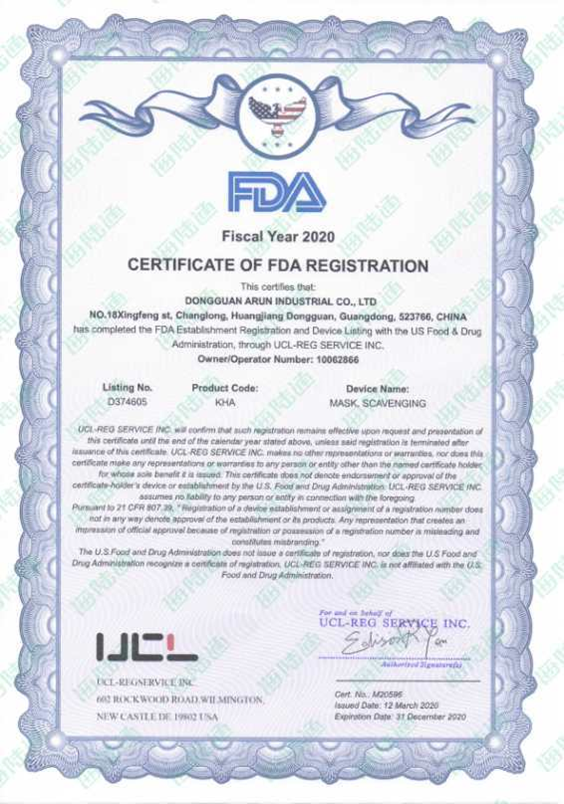 FDA
Fiscal Year 2020
CERTIFICATE OF FDA REGISTRATION
This certifies that:
DONGGUAN ARUN INDUSTRIAL CO., LTD
NO.18Xingfeng st, Changlong, Huangjiang Dongguan, Guangdong, 523766, CHINA
has completed the FDA Establishment Registration and Device Listing with the US Food & Drug
Administration, through UCL-REG SERVICE INC.
Owner/Operator Number: 10062866
Listing No. Product Code: Device Name:
D374605 KHA MASK, SCAVENGING
UCL-REG SERVICE INC. will confirm that such registration remains effective upon request and presentation of
this certificate until the end of the calendar year stated above, unless said registration is terminated after
issuance of this certificate. UCL-REG SERVICE INC. makes no other representations or warranties, nor does this
certificate make any representations or warranties to any person or entity other than the named certificate holder,
for whose sole benefit it is issued. This certificate does not denote endorsement or approval of the
certificate-holder's device or establishment by the U.S. Food and Drug Administration. UCL-REG SERVICE INC.
assumes no liability to any person or entity in connection with the foregoing.
Pursuant to 21 CFR 807.39, "Registration of a device establishment or assignment of a registration number does
not in any way denote approval of the establishment or its products. Any representation that creates an
impression of official approval because of registration or possession of a registration number is misleading and
constitutes misbranding."
The U.S.Food and Drug Administration does not issue a certificate of registration, nor does the U.S Food and
Drug Administration recognize a certificate of registration, UCL-REG SERVICE INC. is not affiliated with the U.S.
Food and Drug Administration.
For and on behalf of
UCL-REG SERVICE INC.
Authorized Signature(s)
UCL
UCL-REGSERVICE INC.
602 ROCKWOOD ROAD,WILMINGTON,
NEW CASTLE DE 19802 USA
Cert. No.: M20596
Issued Date: 12 March 2020
Expiration Date: 31 December 2020